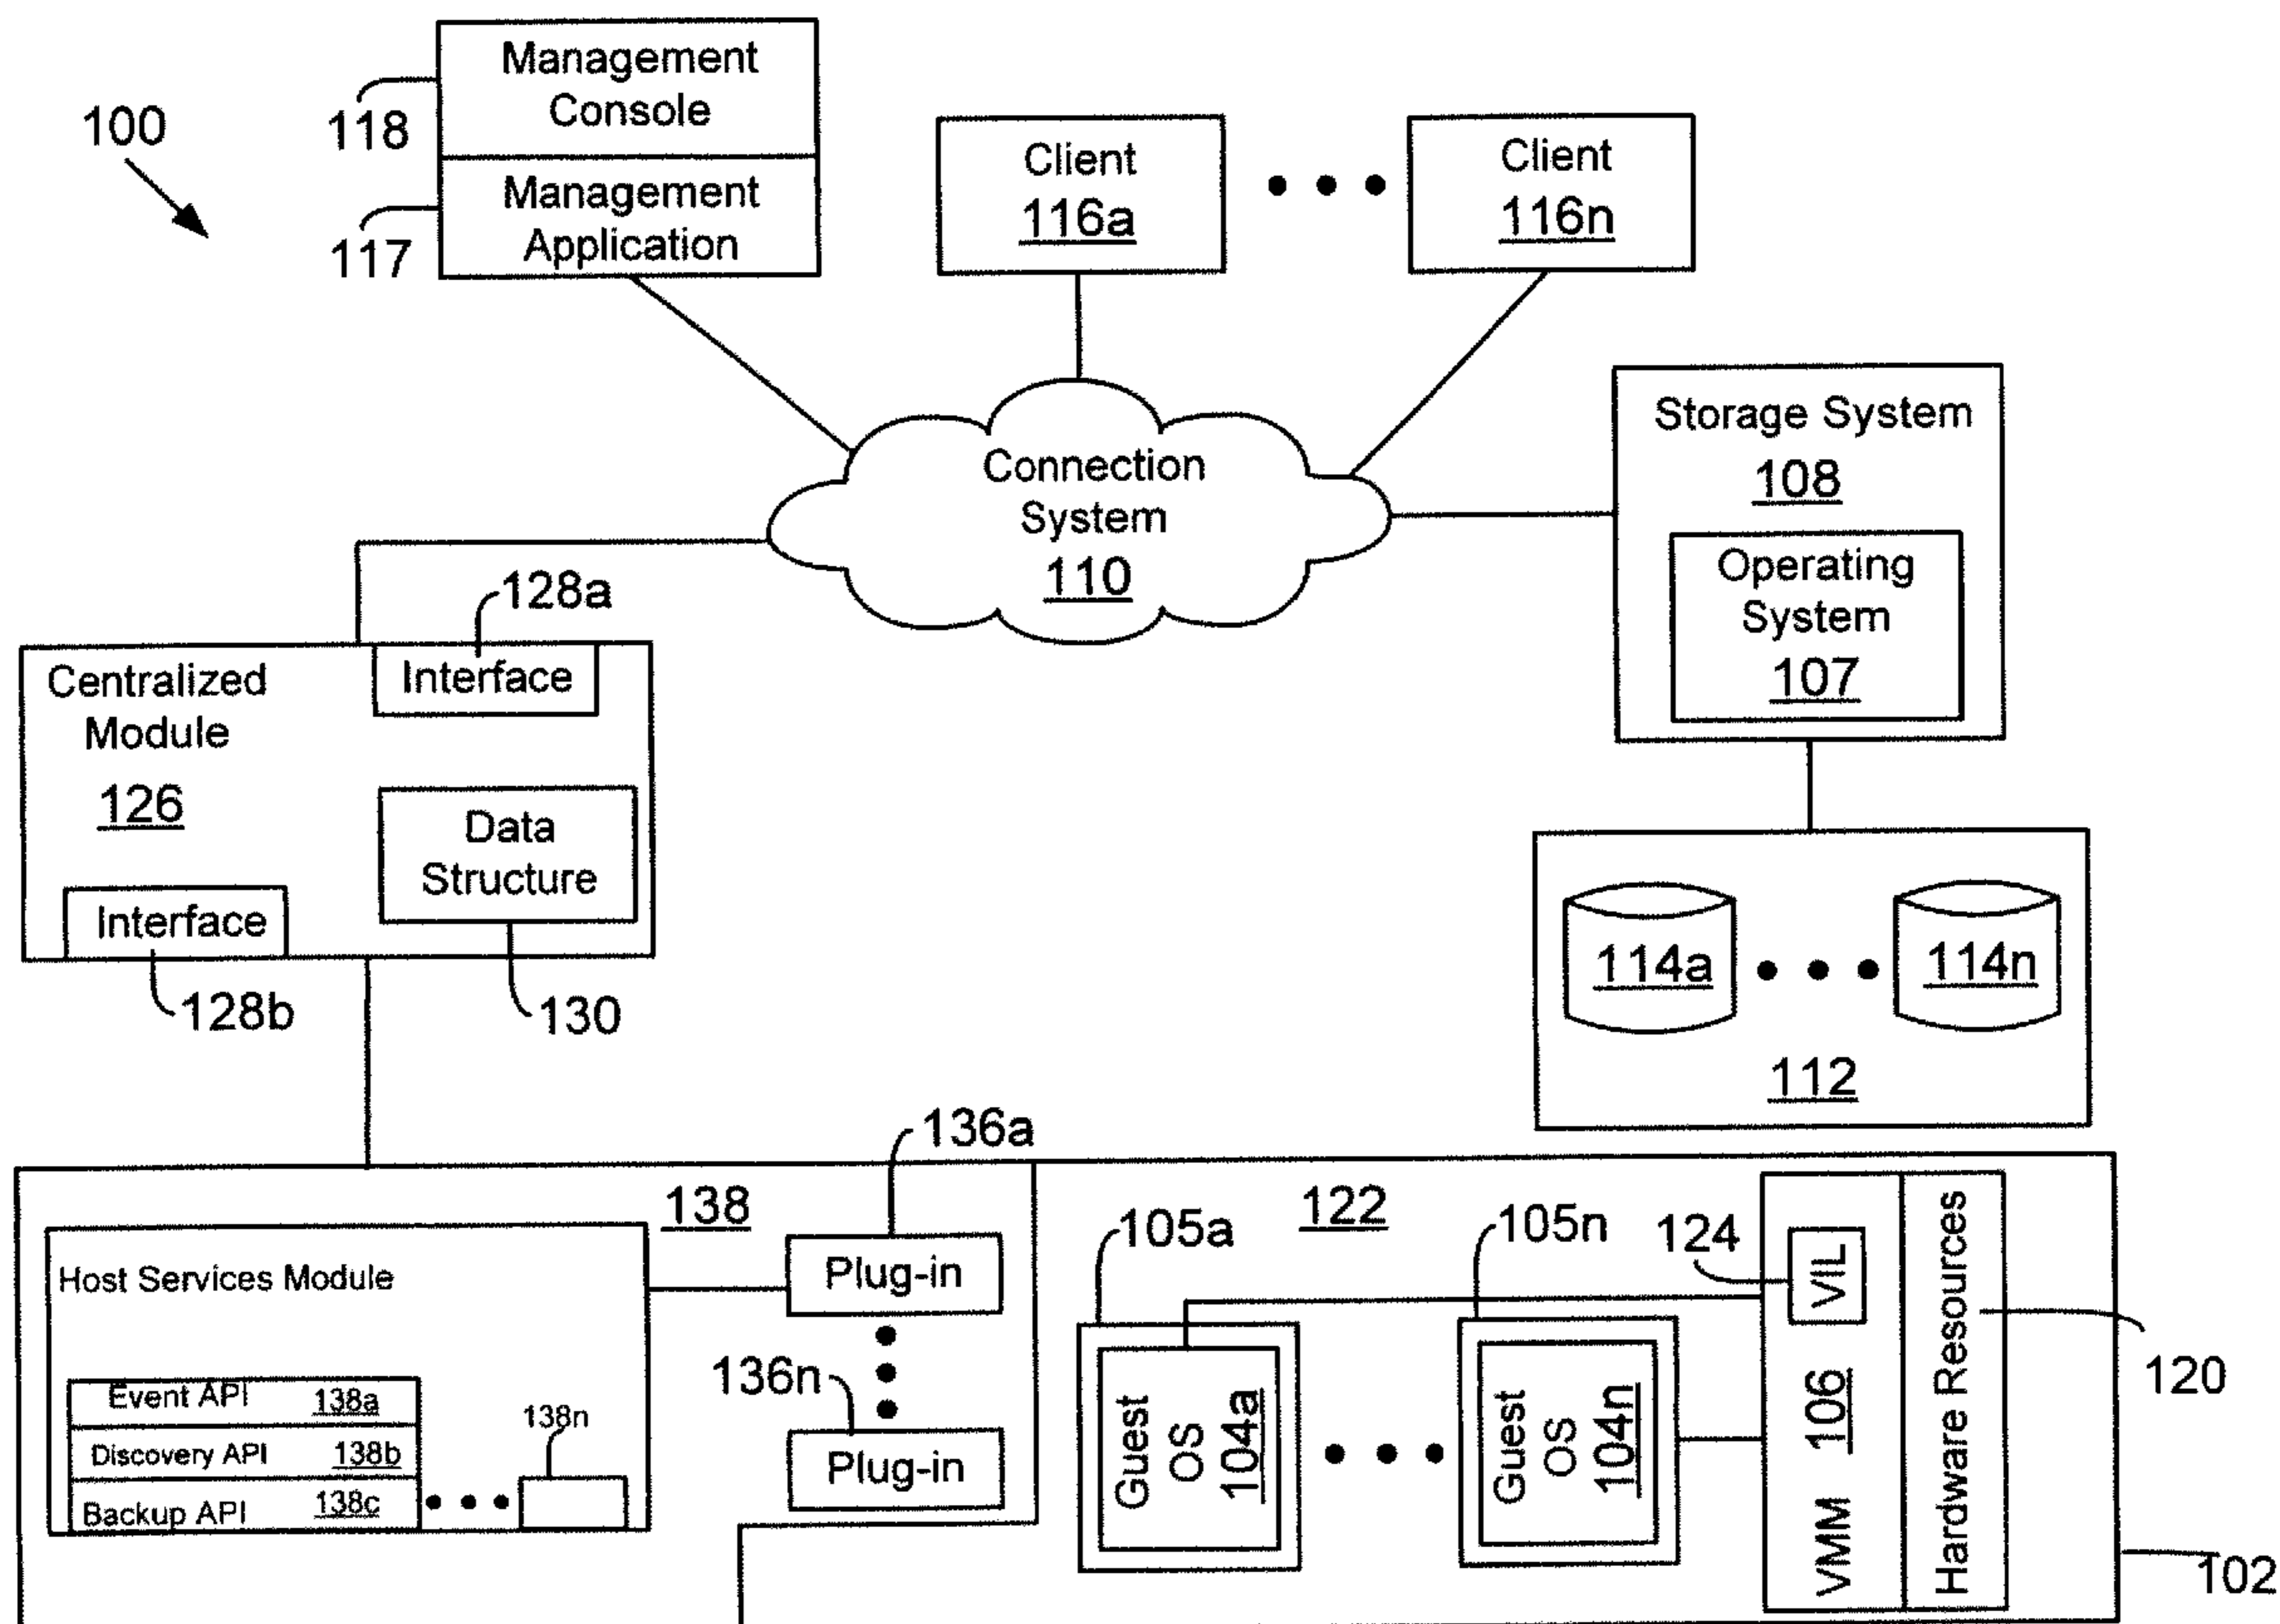 100
Management
Console
118
Management
Application
117
Client
116a
Client
116n
Connection
System
110
Storage System
108
Operating
System
107
128a
Interface
Centralized
Module
126
Data
Structure
Interface
128b
130
114a
114n
112
138
136a
Host Services Module
Plug-in
136n
Plug-in
Event API 138a
Discovery API 138b
Backup API 138c
138n
122
105a
105n
124
Guest
OS
104a
Guest
OS
104n
VIL
VMM 106
Hardware Resources
120
102